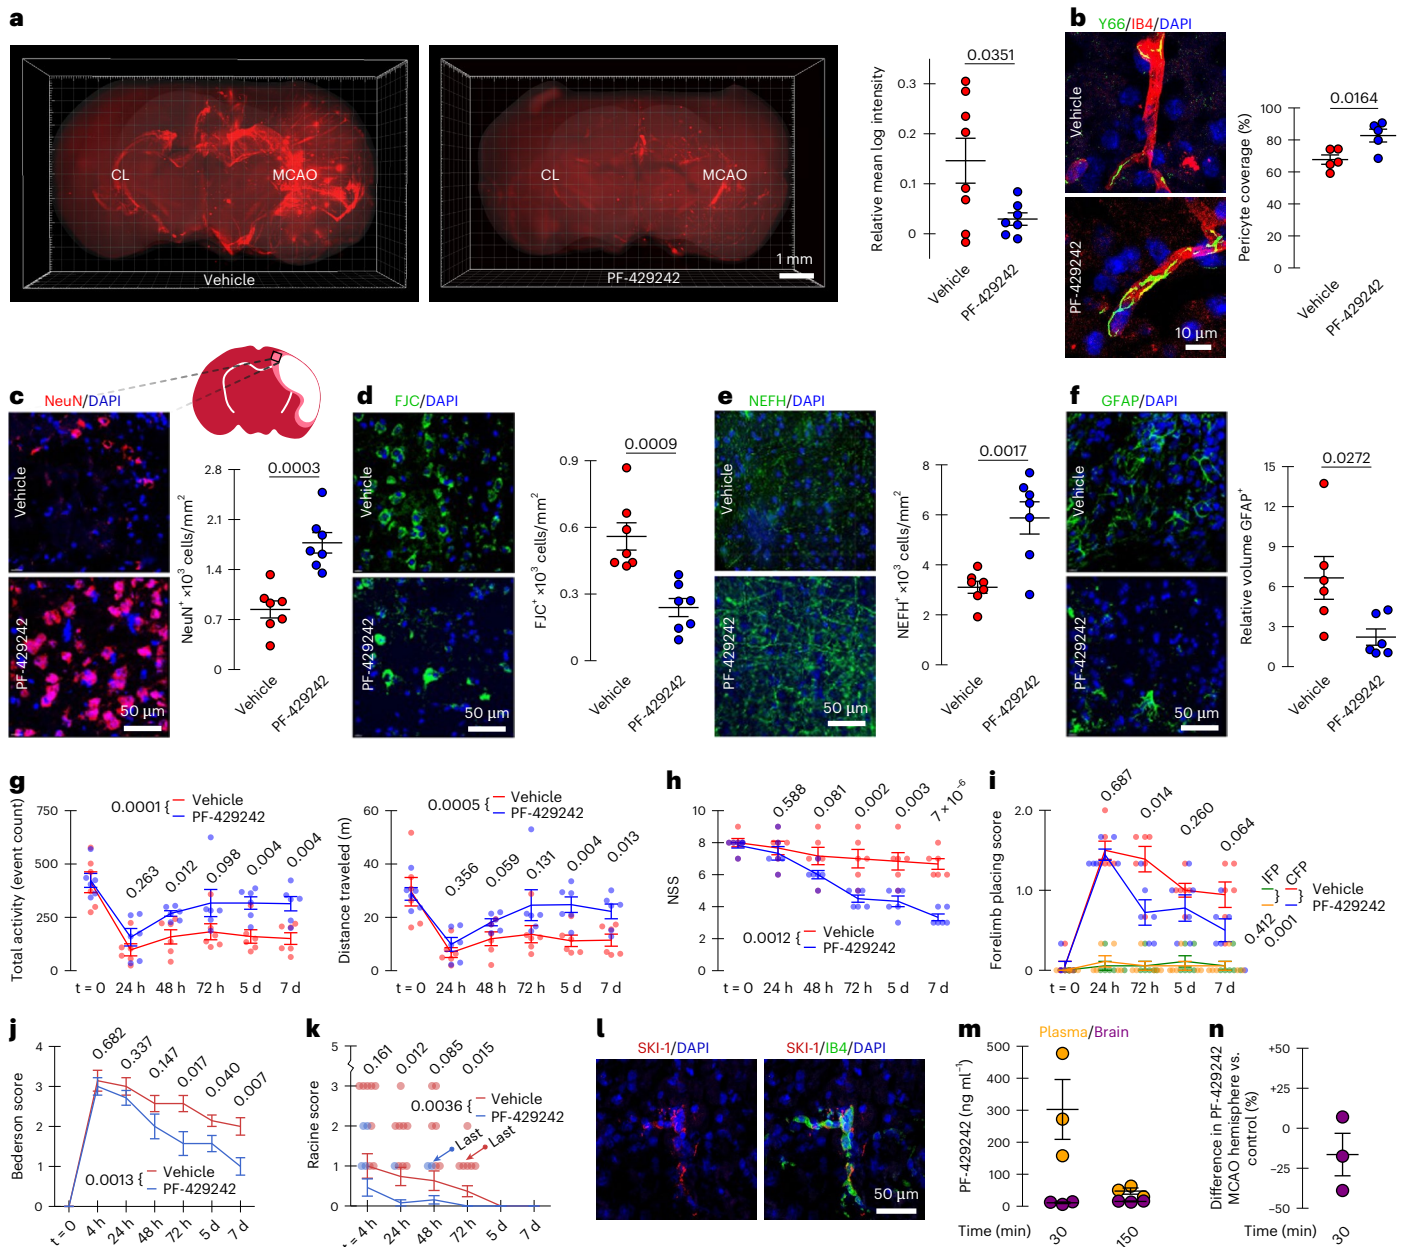 a
CL
MCAO
Vehicle
CL
MCAO
1 mm
PF-429242
Relative mean log intensity
0.3
0.2
0.1
0
0.0351
Vehicle
PF-429242
b
Y66/IB4/DAPI
Vehicle
PF-429242
10 µm
Pericyte coverage (%)
100
80
60
40
20
0
0.0164
Vehicle
PF-429242
c
NeuN/DAPI
Vehicle
PF-429242
50 µm
NeuN⁺ ×10³ cells/mm²
2.8
2.1
1.4
0.7
0
0.0003
Vehicle
PF-429242
d
FJC/DAPI
Vehicle
PF-429242
50 µm
FJC⁺ ×10³ cells/mm²
0.9
0.6
0.3
0
0.0009
Vehicle
PF-429242
e
NEFH/DAPI
Vehicle
PF-429242
50 µm
NEFH⁺ ×10³ cells/mm²
8
6
4
2
0
0.0017
Vehicle
PF-429242
f
GFAP/DAPI
Vehicle
PF-429242
50 µm
Relative volume GFAP⁺
15
9
6
3
0
0.0272
Vehicle
PF-429242
g
Total activity (event count)
750
500
250
0
0.0001 {
Vehicle
PF-429242
0.263
0.012
0.098
0.004
0.004
t = 0 24 h 48 h 72 h 5 d 7 d
Distance traveled (m)
60
40
20
0
0.0005 {
Vehicle
PF-429242
0.356
0.059
0.131
0.004
0.013
t = 0 24 h 48 h 72 h 5 d 7 d
h
NSS
10
8
6
4
2
0
0.588
0.081
0.002
0.003
7 × 10⁻⁶
0.0012 {
Vehicle
PF-429242
t = 0 24 h 48 h 72 h 5 d 7 d
i
Forelimb placing score
2.0
1.0
0
0.687
0.014
0.260
0.064
IFP
CFP
} }
Vehicle
PF-429242
0.412
0.001
t = 0 24 h 48 h 72 h 5 d 7 d
j
Bederson score
4
3
2
1
0
0.682
0.337
0.147
0.017
0.040
0.007
0.0013 {
Vehicle
PF-429242
t = 0 4 h 24 h 48 h 72 h 5 d 7 d
k
Racine score
5
3
2
1
0
0.161
0.012
0.085
0.015
0.0036 {
Vehicle
PF-429242
Last
Last
t = 4 h 24 h 48 h 72 h 5 d 7 d
l
SKI-1/DAPI
SKI-1/IB4/DAPI
50 µm
m
Plasma/Brain
PF-429242 (ng ml⁻¹)
500
400
300
200
100
0
Time (min)
30
150
n
Difference in PF-429242
MCAO hemisphere vs.
control (%)
+50
+25
0
−25
−50
Time (min)
30